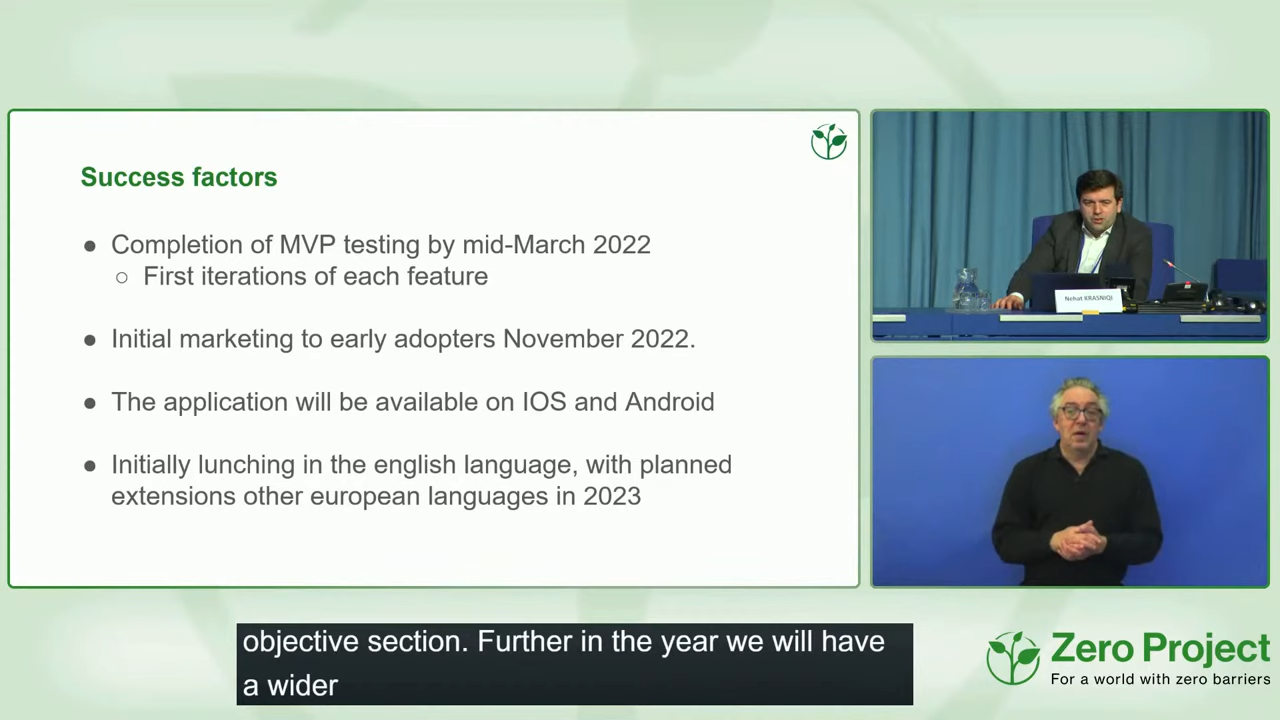 Success factors
● Completion of MVP testing by mid-March 2022
○ First iterations of each feature
● Initial marketing to early adopters November 2022.
● The application will be available on IOS and Android
● Initially lunching in the english language, with planned
extensions other european languages in 2023
Nehat KRASNIQI
objective section. Further in the year we will have
a wider
Zero Project
For a world with zero barriers